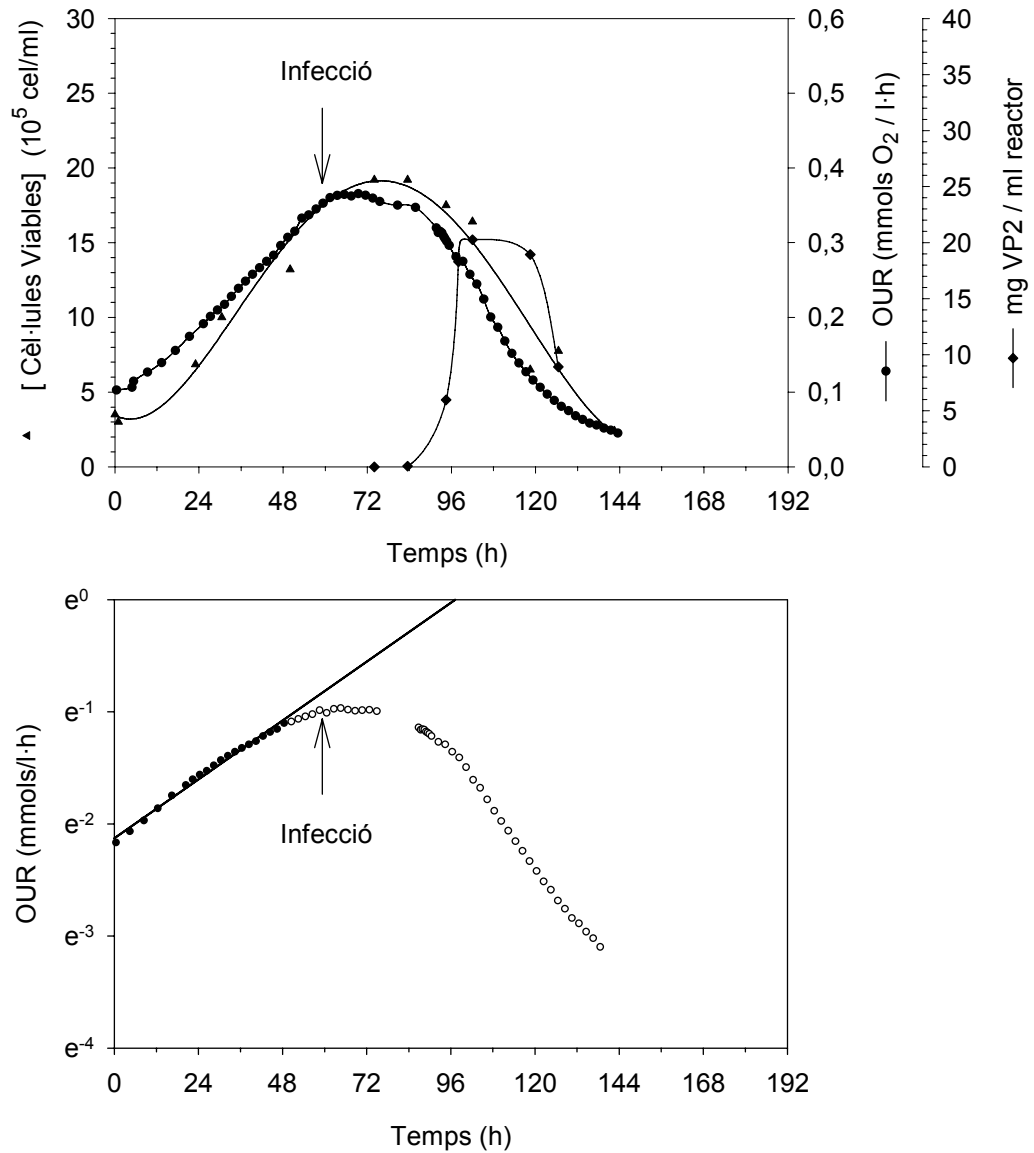 30
25
20
15
10
5
0
[ Cèl·lules Viables] (10⁵ cel/ml)
Infecció
0,6
0,5
0,4
0,3
0,2
0,1
0,0
OUR (mmols O₂ / l·h)
40
35
30
25
20
15
10
5
0
mg VP2 / ml reactor
0 24 48 72 96 120 144 168 192
Temps (h)
e⁰
e⁻¹
e⁻²
e⁻³
e⁻⁴
OUR (mmols/l·h)
Infecció
0 24 48 72 96 120 144 168 192
Temps (h)